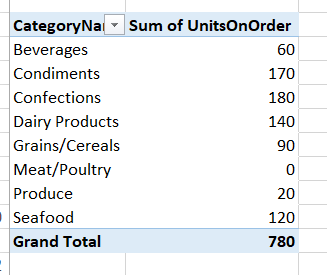 CategoryNa Sum of UnitsOnOrder
Beverages 60
Condiments 170
Confections 180
Dairy Products 140
Grains/Cereals 90
Meat/Poultry 0
Produce 20
Seafood 120
Grand Total 780